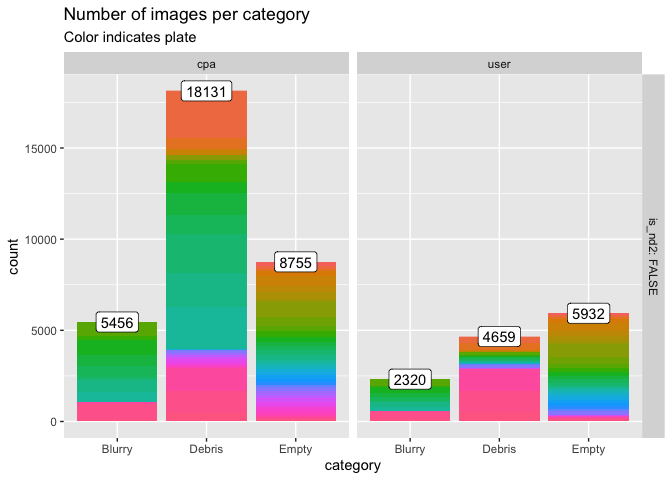 Number of images per category
Color indicates plate
cpa
user
18131
15000
count
10000
8755
is_nd2: FALSE
5932
5456
4659
5000
2320
0
Blurry
Debris
Empty
Blurry
Debris
Empty
category